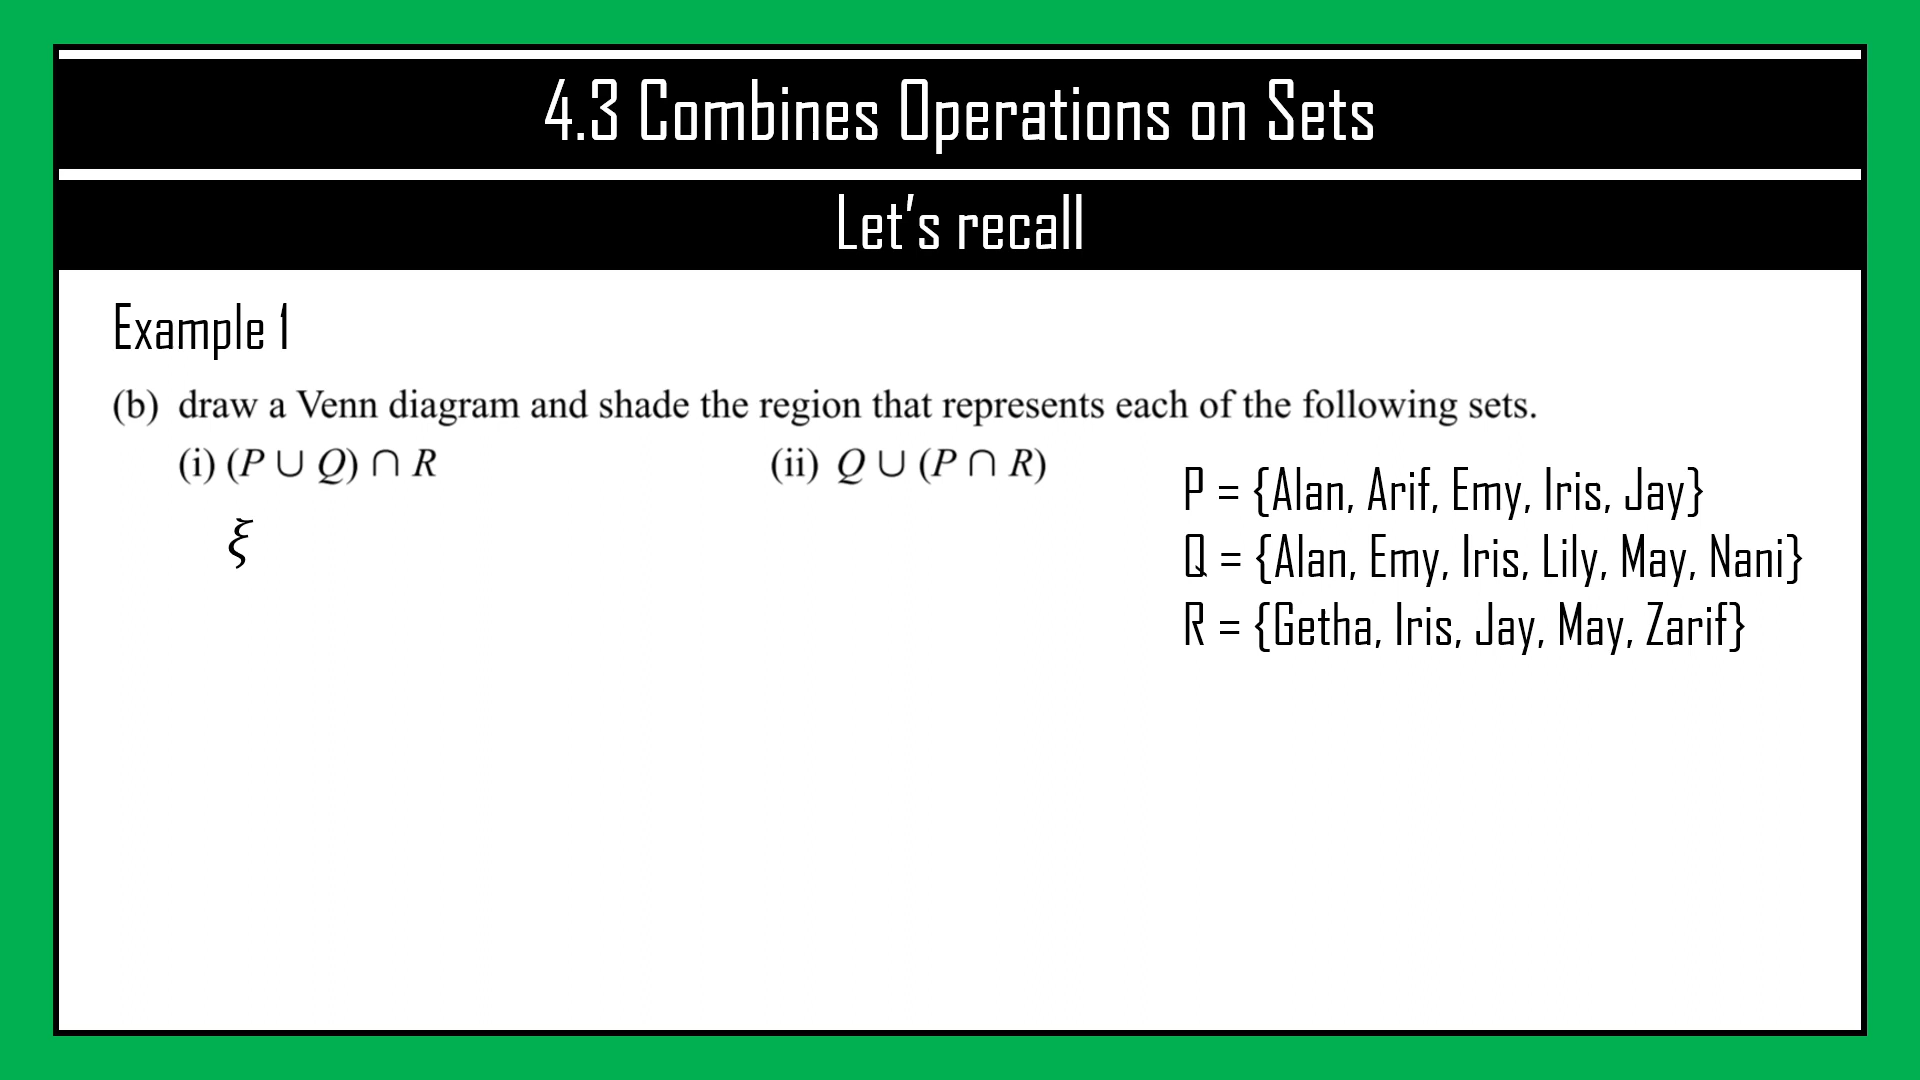 4.3 Combines Operations on Sets
Let's recall
Example 1
(b) draw a Venn diagram and shade the region that represents each of the following sets.
(i) (P ∪ Q) ∩ R
(ii) Q ∪ (P ∩ R)
ξ
P = {Alan, Arif, Emy, Iris, Jay}
Q = {Alan, Emy, Iris, Lily, May, Nani}
R = {Getha, Iris, Jay, May, Zarif}